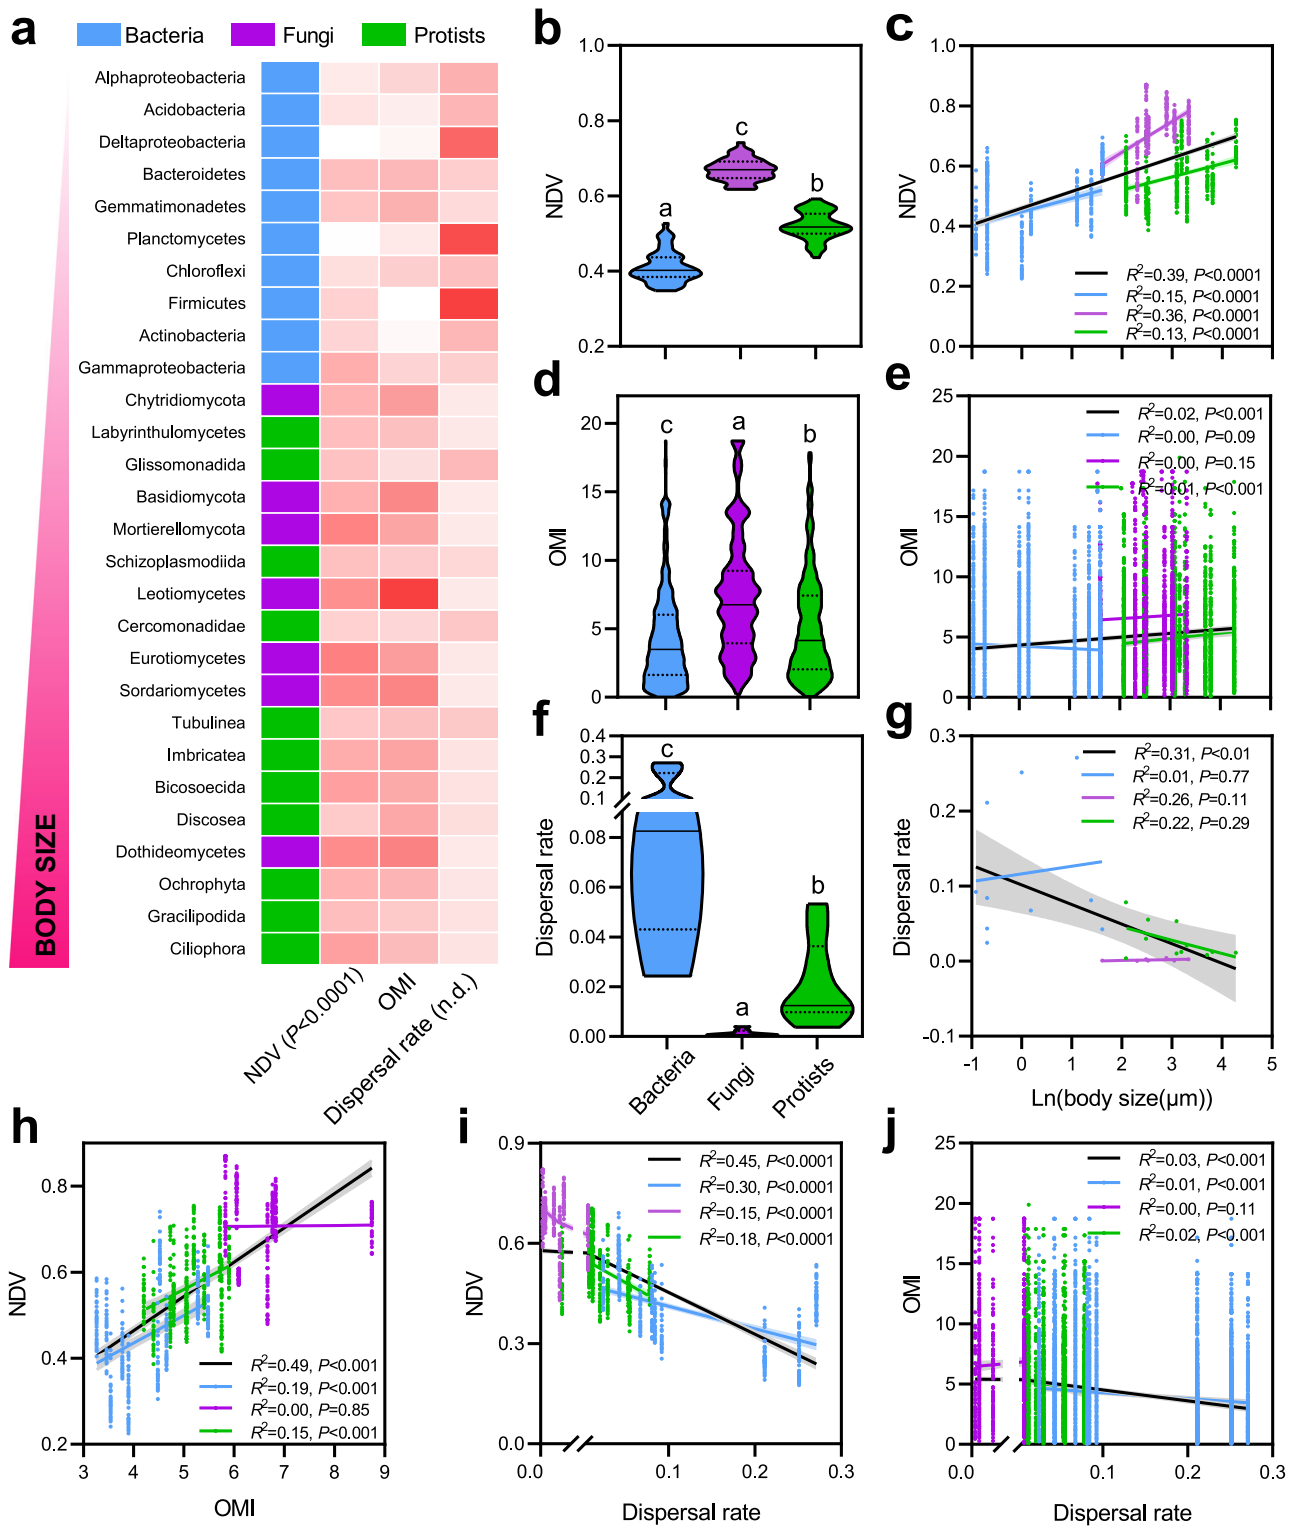 a
Bacteria
Fungi
Protists
Alphaproteobacteria
Acidobacteria
Deltaproteobacteria
Bacteroidetes
Gemmatimonadetes
Planctomycetes
Chloroflexi
Firmicutes
Actinobacteria
Gammaproteobacteria
Chytridiomycota
Labyrinthulomycetes
Glissomonadida
Basidiomycota
Mortierellomycota
Schizoplasmodiida
Leotiomycetes
Cercomonadidae
Eurotiomycetes
Sordariomycetes
Tubulinea
Imbricatea
Bicosoecida
Discosea
Dothideomycetes
Ochrophyta
Gracilipodida
Ciliophora
BODY SIZE
NDV (P<0.0001)
OMI
Dispersal rate (n.d.)
b
1.0
0.8
0.6
0.4
0.2
NDV
a
c
b
c
1.0
0.8
0.6
0.4
0.2
0.0
NDV
R²=0.39, P<0.0001
R²=0.15, P<0.0001
R²=0.36, P<0.0001
R²=0.13, P<0.0001
d
20
15
10
5
0
OMI
c
a
b
e
25
20
15
10
5
0
OMI
R²=0.02, P<0.001
R²=0.00, P=0.09
R²=0.00, P=0.15
R²=0.01, P<0.001
f
0.4
0.3
0.2
0.1
0.08
0.06
0.04
0.02
0.00
Dispersal rate
c
a
b
Bacteria
Fungi
Protists
g
0.3
0.2
0.1
0.0
-0.1
Dispersal rate
R²=0.31, P<0.01
R²=0.01, P=0.77
R²=0.26, P=0.11
R²=0.22, P=0.29
-1 0 1 2 3 4 5
Ln(body size(µm))
h
0.8
0.6
0.4
0.2
NDV
R²=0.49, P<0.001
R²=0.19, P<0.001
R²=0.00, P=0.85
R²=0.15, P<0.001
3 4 5 6 7 8 9
OMI
i
0.9
0.6
0.3
0.0
NDV
R²=0.45, P<0.0001
R²=0.30, P<0.0001
R²=0.15, P<0.0001
R²=0.18, P<0.0001
0.0 0.1 0.2 0.3
Dispersal rate
j
25
20
15
10
5
0
OMI
R²=0.03, P<0.001
R²=0.01, P<0.001
R²=0.00, P=0.11
R²=0.02, P<0.001
0.0 0.1 0.2 0.3
Dispersal rate